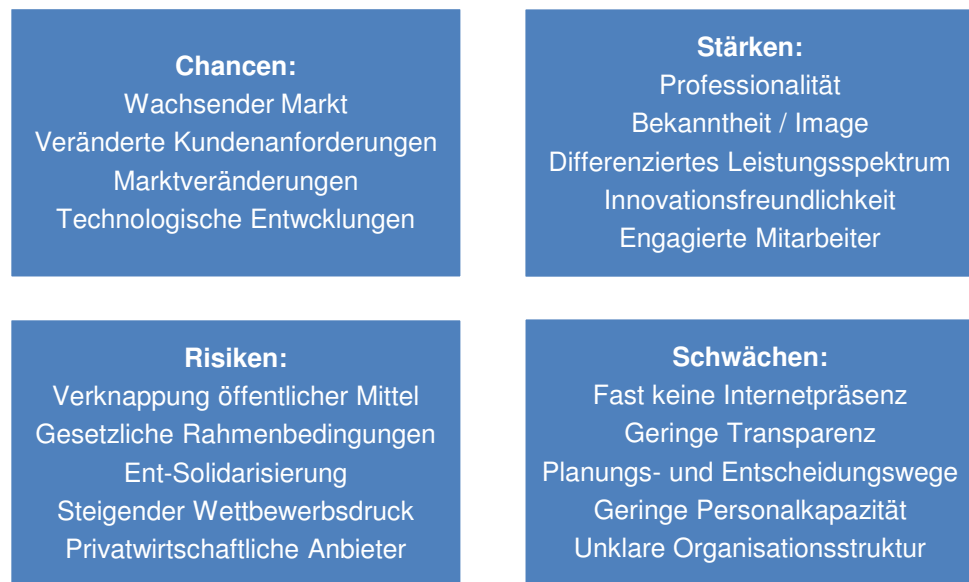 Chancen:
Wachsender Markt
Veränderte Kundenanforderungen
Marktveränderungen
Technologische Entwcklungen
Stärken:
Professionalität
Bekanntheit / Image
Differenziertes Leistungsspektrum
Innovationsfreundlichkeit
Engagierte Mitarbeiter
Risiken:
Verknappung öffentlicher Mittel
Gesetzliche Rahmenbedingungen
Ent-Solidarisierung
Steigender Wettbewerbsdruck
Privatwirtschaftliche Anbieter
Schwächen:
Fast keine Internetpräsenz
Geringe Transparenz
Planungs- und Entscheidungswege
Geringe Personalkapazität
Unklare Organisationsstruktur